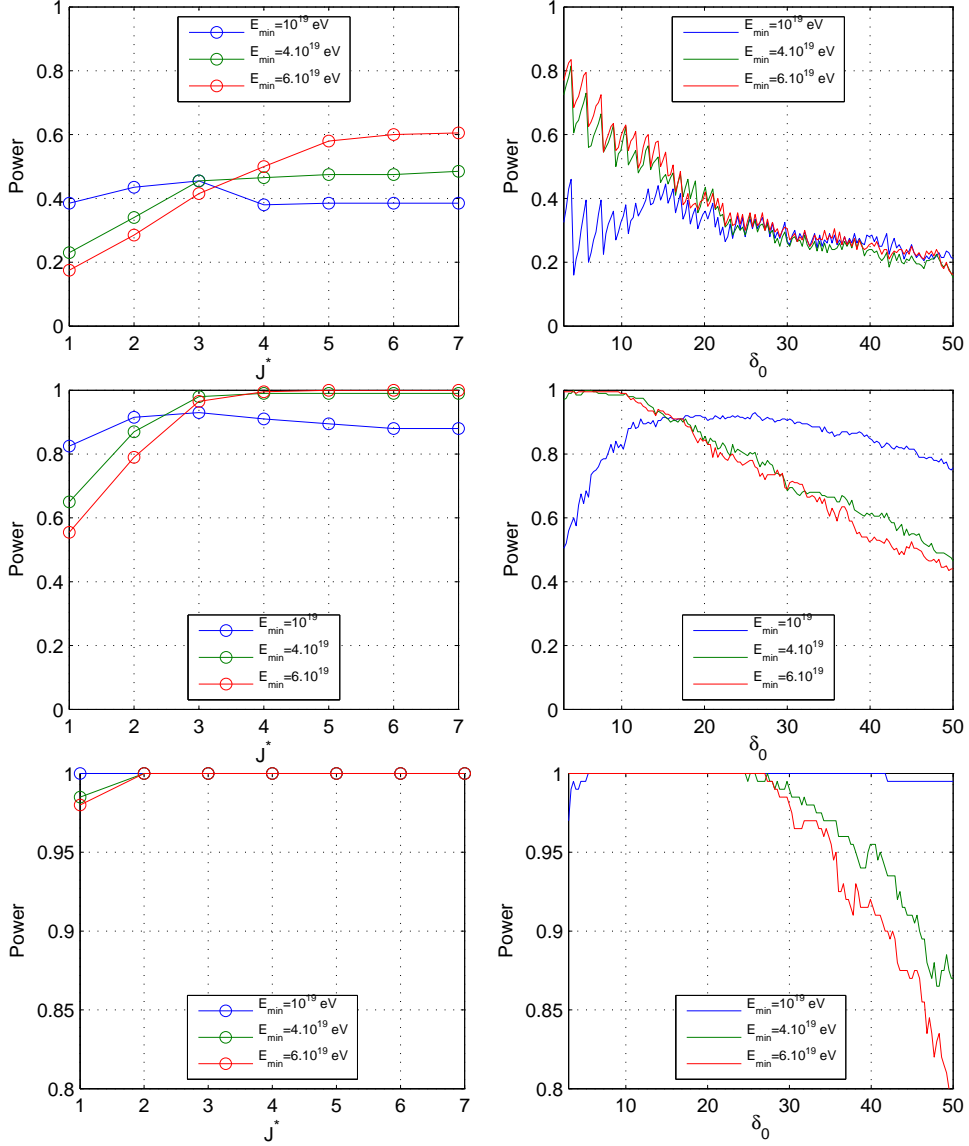 E_min=10^19 eV
E_min=4.10^19 eV
E_min=6.10^19 eV
1
0.8
0.6
0.4
0.2
0
Power
1 2 3 4 5 6 7
J^*
E_min=10^19 eV
E_min=4.10^19 eV
E_min=6.10^19 eV
1
0.8
0.6
0.4
0.2
0
Power
10 20 30 40 50
δ_0
1
0.8
0.6
0.4
0.2
0
Power
E_min=10^19
E_min=4.10^19
E_min=6.10^19
1 2 3 4 5 6 7
J^*
1
0.8
0.6
0.4
0.2
0
Power
E_min=10^19
E_min=4.10^19
E_min=6.10^19
10 20 30 40 50
δ_0
1
0.95
0.9
0.85
0.8
Power
E_min=10^19 eV
E_min=4.10^19 eV
E_min=6.10^19 eV
1 2 3 4 5 6 7
J^*
1
0.95
0.9
0.85
0.8
Power
E_min=10^19 eV
E_min=4.10^19 eV
E_min=6.10^19 eV
10 20 30 40 50
δ_0